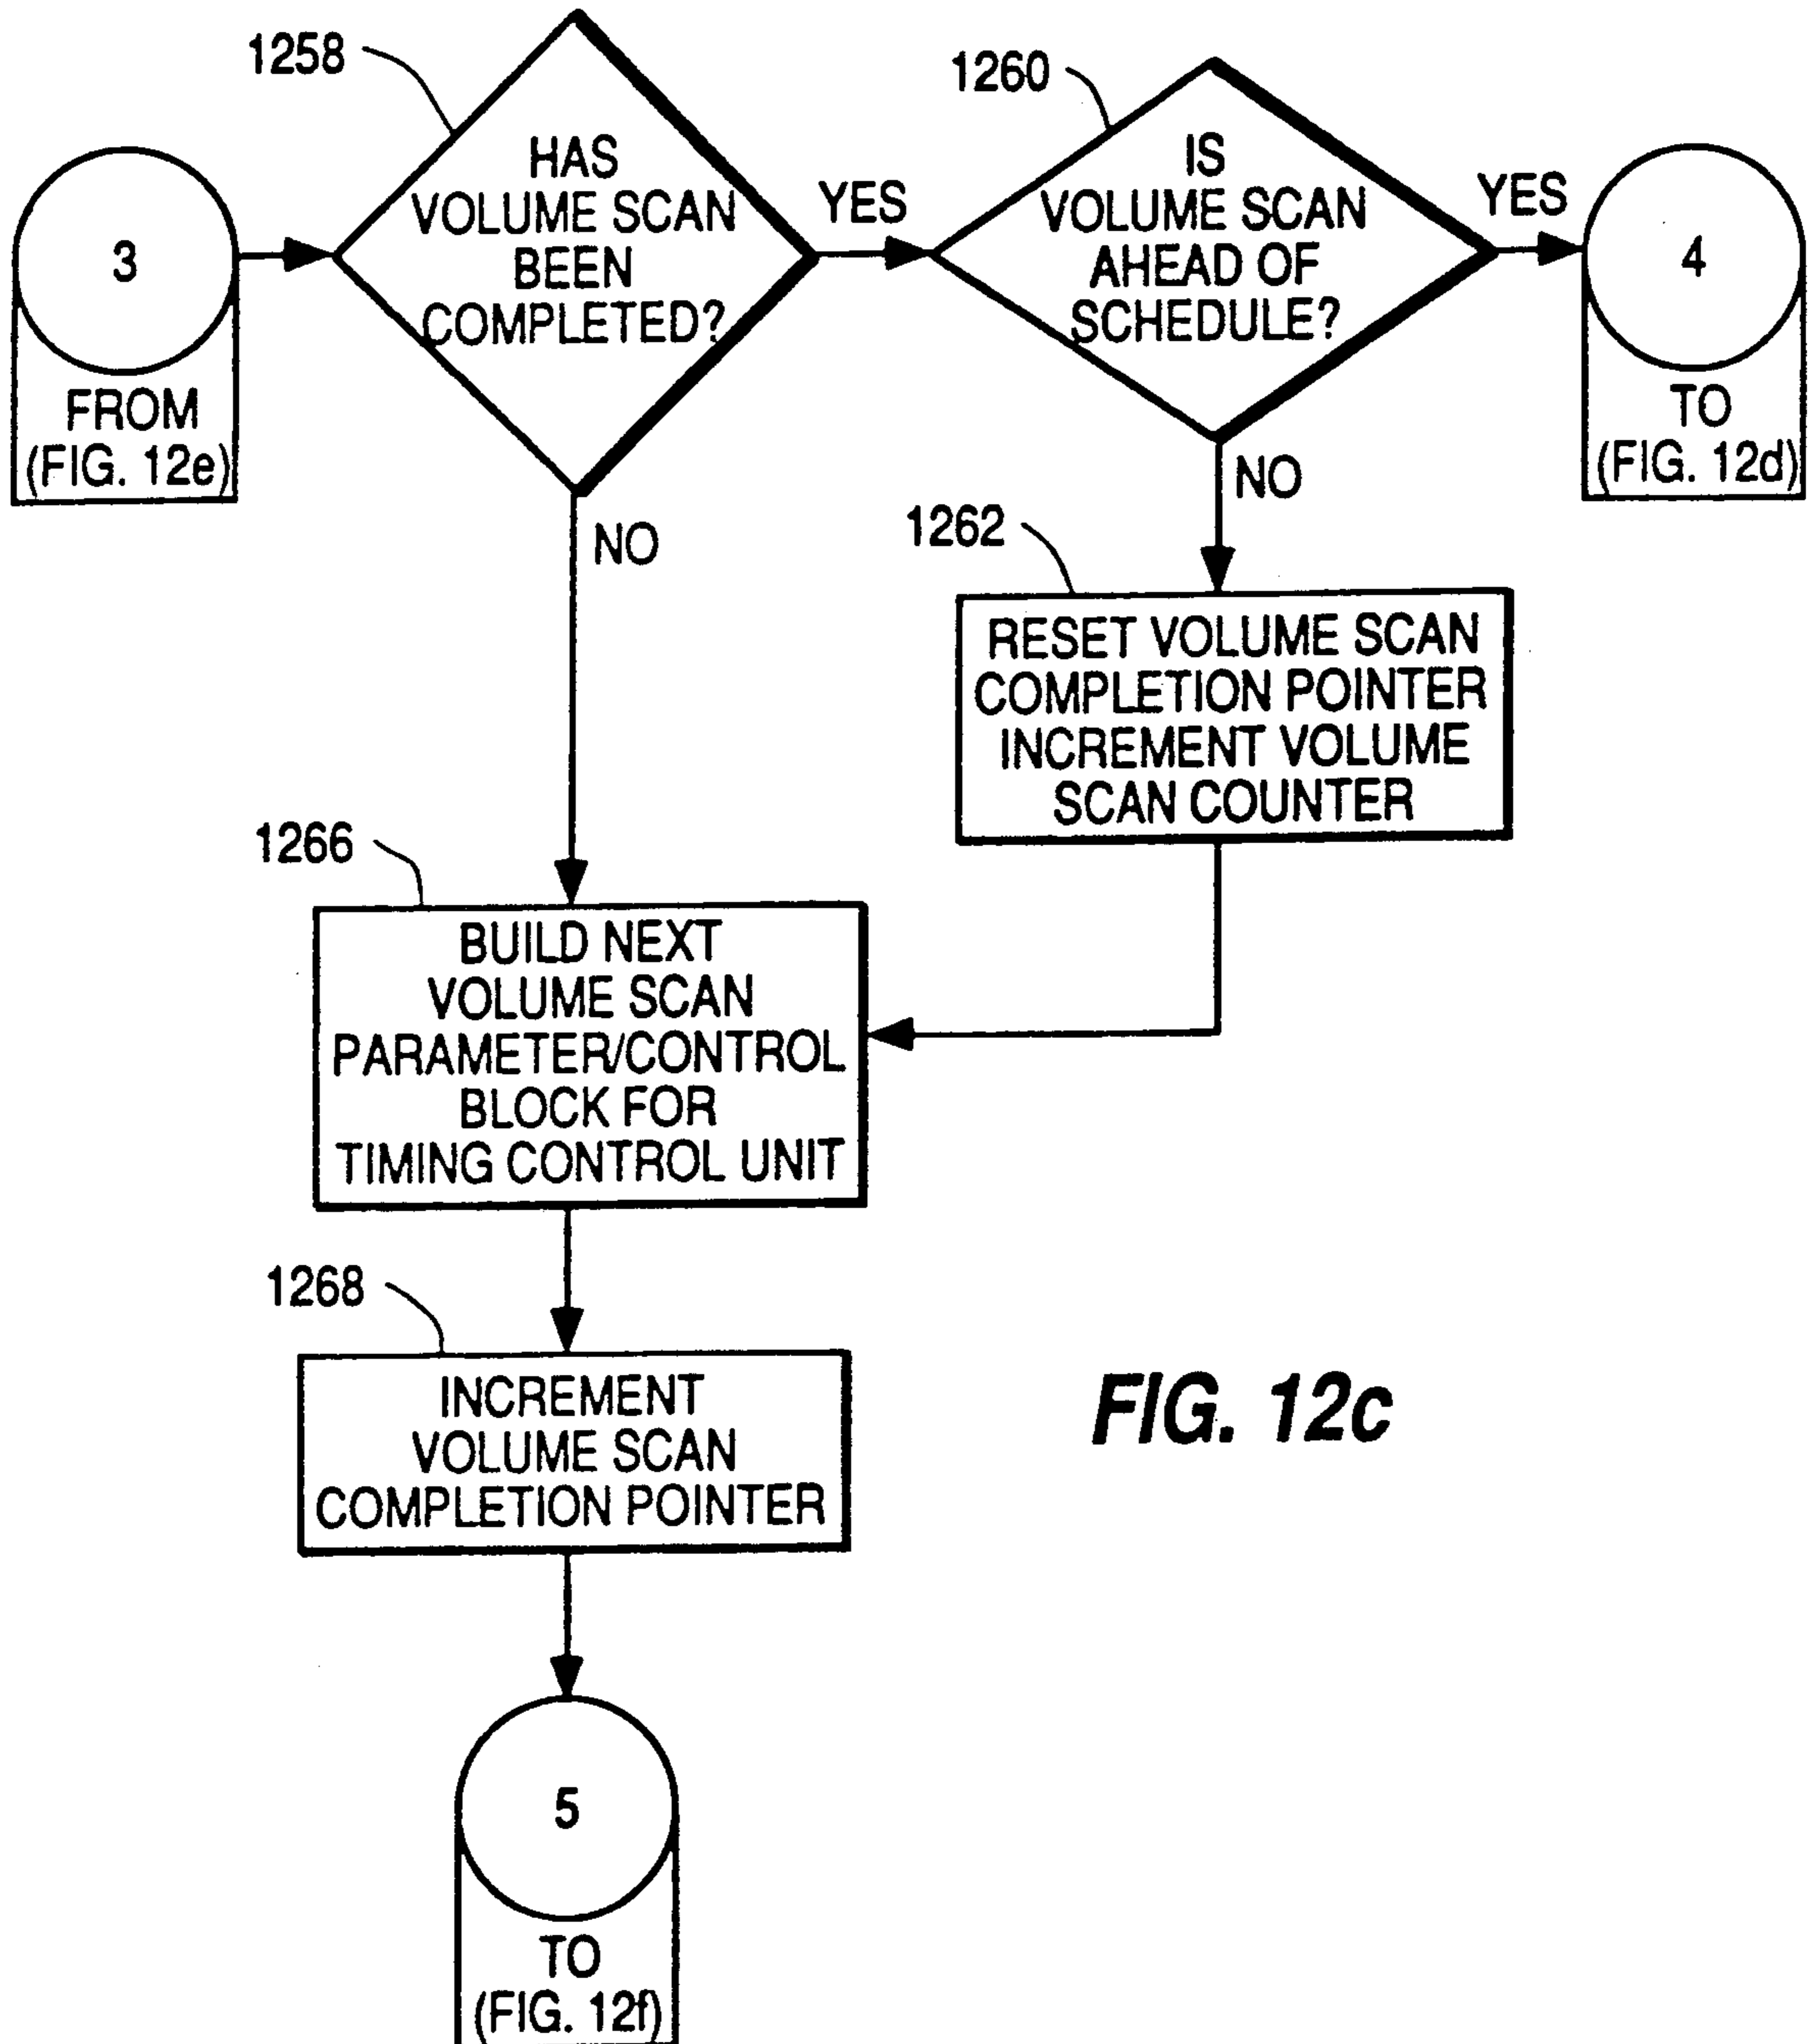 1258
HAS
VOLUME SCAN
BEEN
COMPLETED?
3
FROM
(FIG. 12e)
YES
NO
1260
IS
VOLUME SCAN
AHEAD OF
SCHEDULE?
YES
4
TO
(FIG. 12d)
NO
1262
RESET VOLUME SCAN
COMPLETION POINTER
INCREMENT VOLUME
SCAN COUNTER
1266
BUILD NEXT
VOLUME SCAN
PARAMETER/CONTROL
BLOCK FOR
TIMING CONTROL UNIT
1268
INCREMENT
VOLUME SCAN
COMPLETION POINTER
FIG. 12c
5
TO
(FIG. 12f)